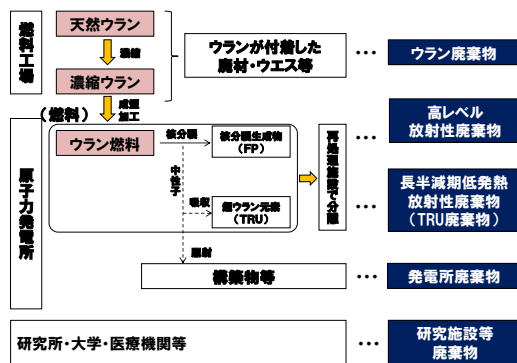 燃料工場
天然ウラン
濃縮
濃縮ウラン
成型
加工
ウランが付着した
廃材・ウエス等
…
ウラン廃棄物
原子力発電所
(燃料)
ウラン燃料
核分裂
核分裂生成物
(FP)
中性子
吸収
超ウラン元素
(TRU)
照射
再処理施設で分離
…
高レベル
放射性廃棄物
…
長半減期低発熱
放射性廃棄物
(TRU廃棄物)
構築物等
…
発電所廃棄物
研究所・大学・医療機関等
…
研究施設等
廃棄物